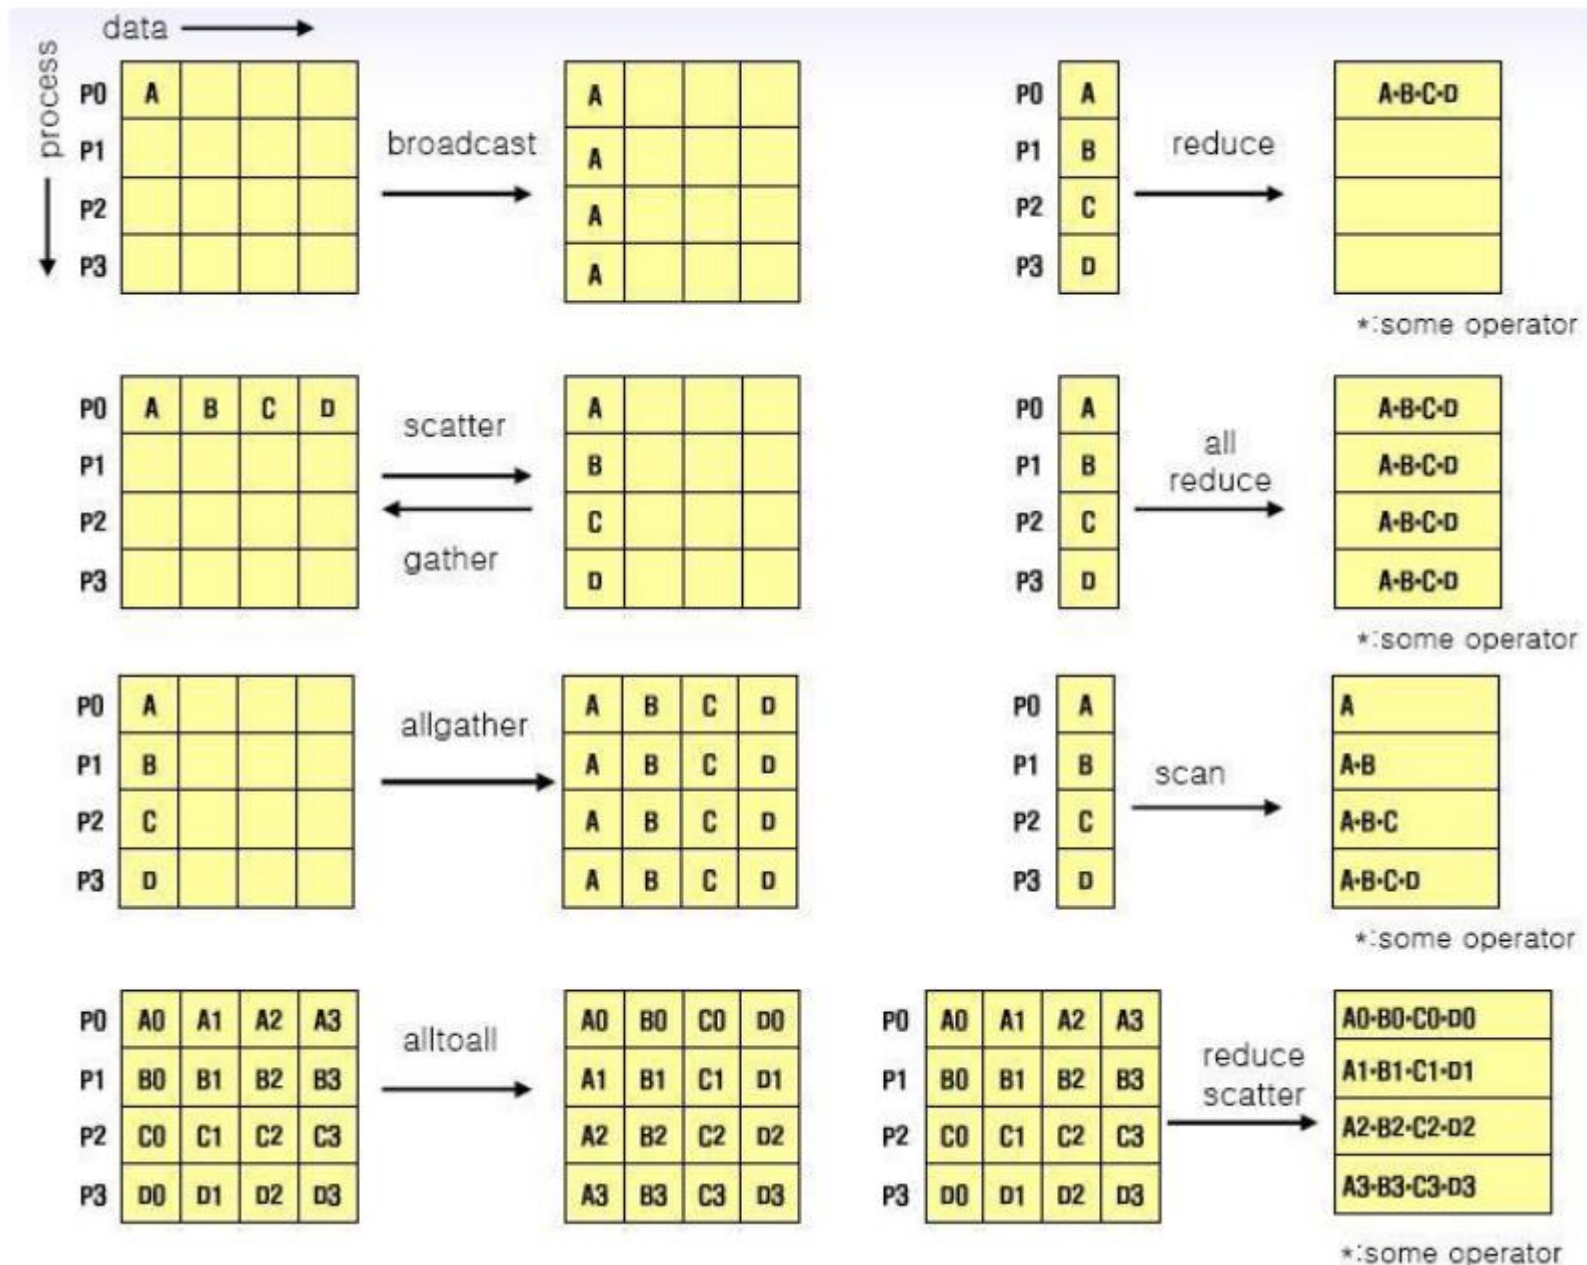 data
process
P0 A
P1
P2
P3
broadcast
A
A
A
A
P0 A
P1 B
P2 C
P3 D
reduce
A*B*C*D
*:some operator
P0 A B C D
P1
P2
P3
scatter
gather
A
B
C
D
P0 A
P1 B
P2 C
P3 D
all
reduce
A*B*C*D
A*B*C*D
A*B*C*D
A*B*C*D
*:some operator
P0 A
P1 B
P2 C
P3 D
allgather
A B C D
A B C D
A B C D
A B C D
P0 A
P1 B
P2 C
P3 D
scan
A
A*B
A*B*C
A*B*C*D
*:some operator
P0 A0 A1 A2 A3
P1 B0 B1 B2 B3
P2 C0 C1 C2 C3
P3 D0 D1 D2 D3
alltoall
A0 B0 C0 D0
A1 B1 C1 D1
A2 B2 C2 D2
A3 B3 C3 D3
P0 A0 A1 A2 A3
P1 B0 B1 B2 B3
P2 C0 C1 C2 C3
P3 D0 D1 D2 D3
reduce
scatter
A0*B0*C0*D0
A1*B1*C1*D1
A2*B2*C2*D2
A3*B3*C3*D3
*:some operator